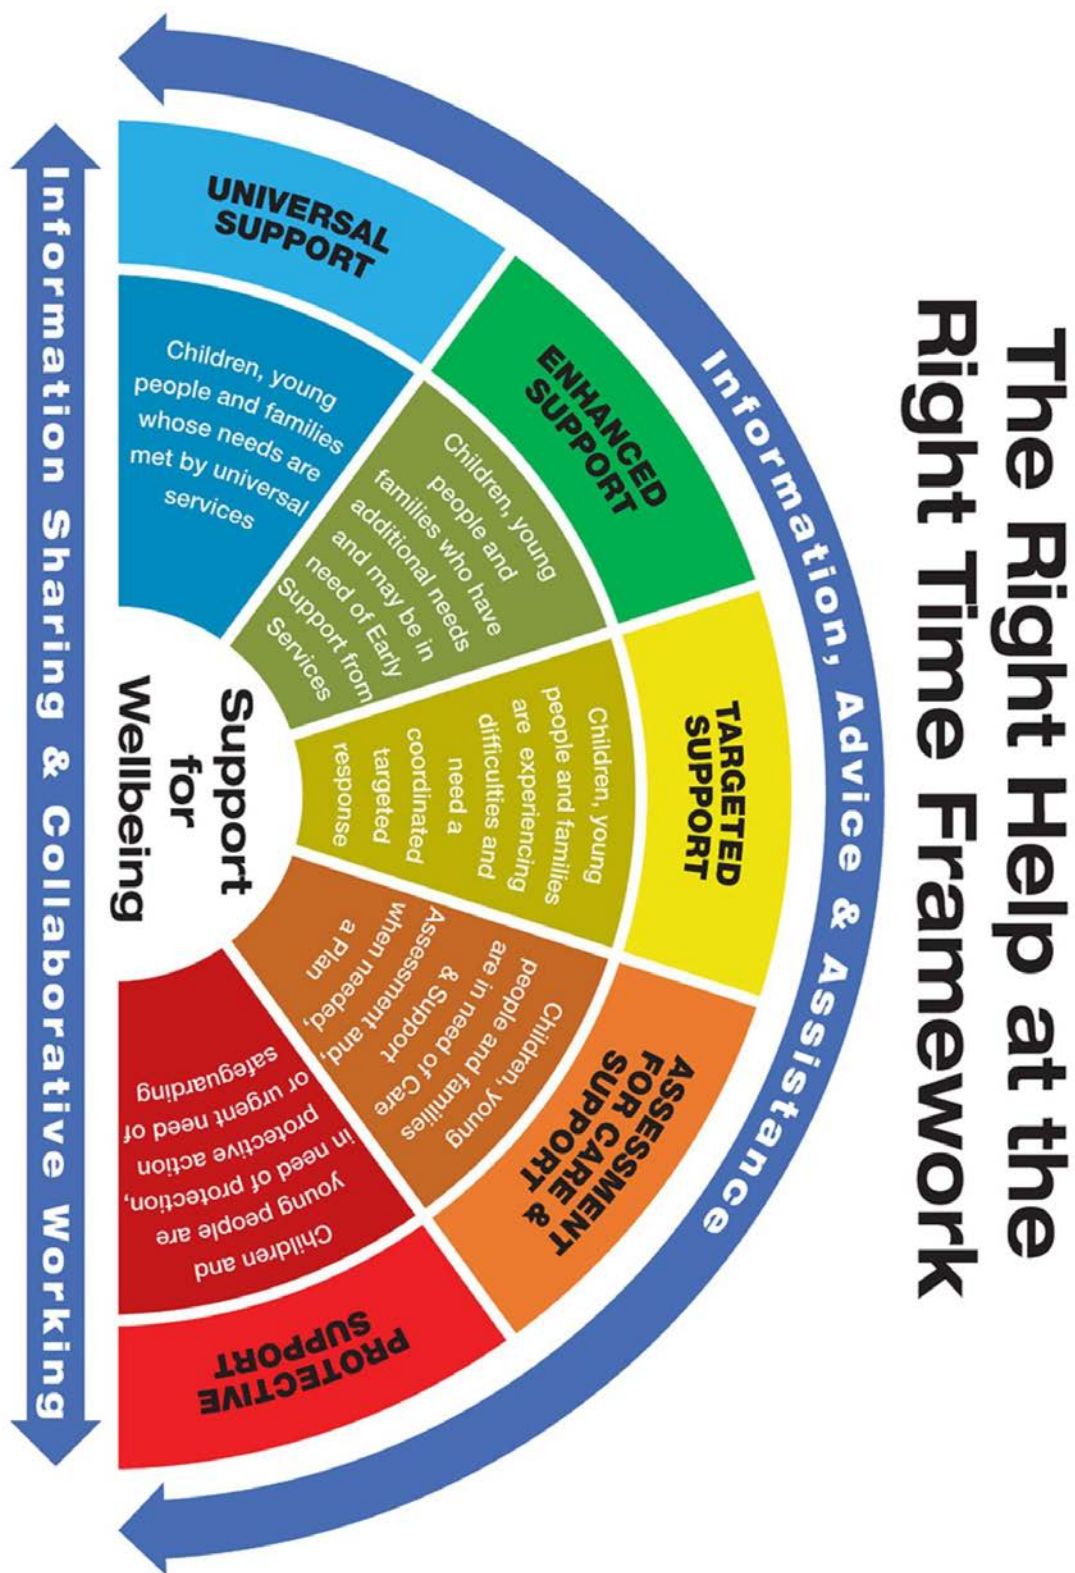 The Right Help at the
Right Time Framework
Information, Advice & Assistance
UNIVERSAL
SUPPORT
Children, young
people and families
whose needs are
met by universal
services
ENHANCED
SUPPORT
Children, young
people and
families who have
additional needs
and may be in
need of Early
Support from
Services
TARGETED
SUPPORT
Children, young
people and families
are experiencing
difficulties and
need a
coordinated
targeted
response
ASSESSMENT
FOR CARE &
SUPPORT
Children, young
people and families
are in need of Care
& Support
Assessment and,
when needed,
a Plan
PROTECTIVE
SUPPORT
Children and
young people are
in need of protection,
protective action
or urgent need of
safeguarding
Support
for
Wellbeing
Information Sharing & Collaborative Working